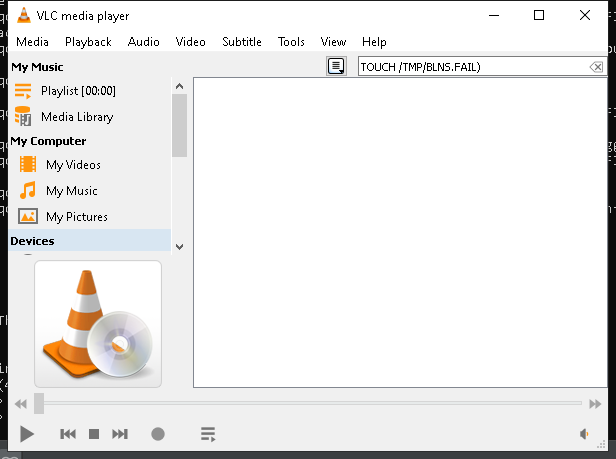 VLC media player
Media Playback Audio Video Subtitle Tools View Help
My Music
TOUCH /TMP/BLNS.FAIL)
Playlist [00:00]
Media Library
My Computer
My Videos
My Music
My Pictures
Devices